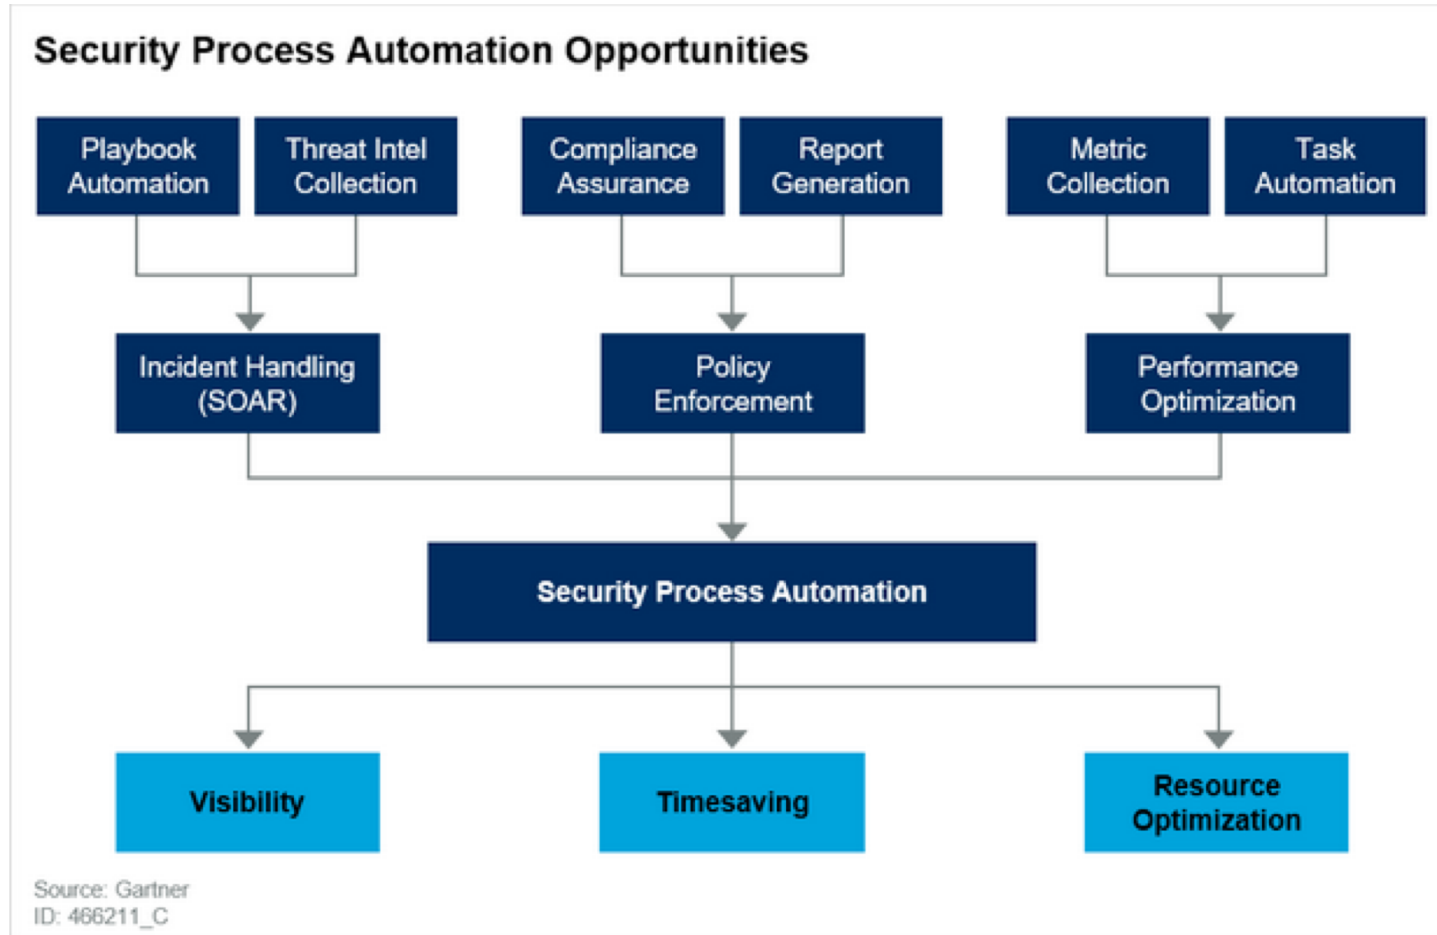 Security Process Automation Opportunities
Playbook
Automation
Threat Intel
Collection
Compliance
Assurance
Report
Generation
Metric
Collection
Task
Automation
Incident Handling
(SOAR)
Policy
Enforcement
Performance
Optimization
Security Process Automation
Visibility
Timesaving
Resource
Optimization
Source: Gartner
ID: 466211_C